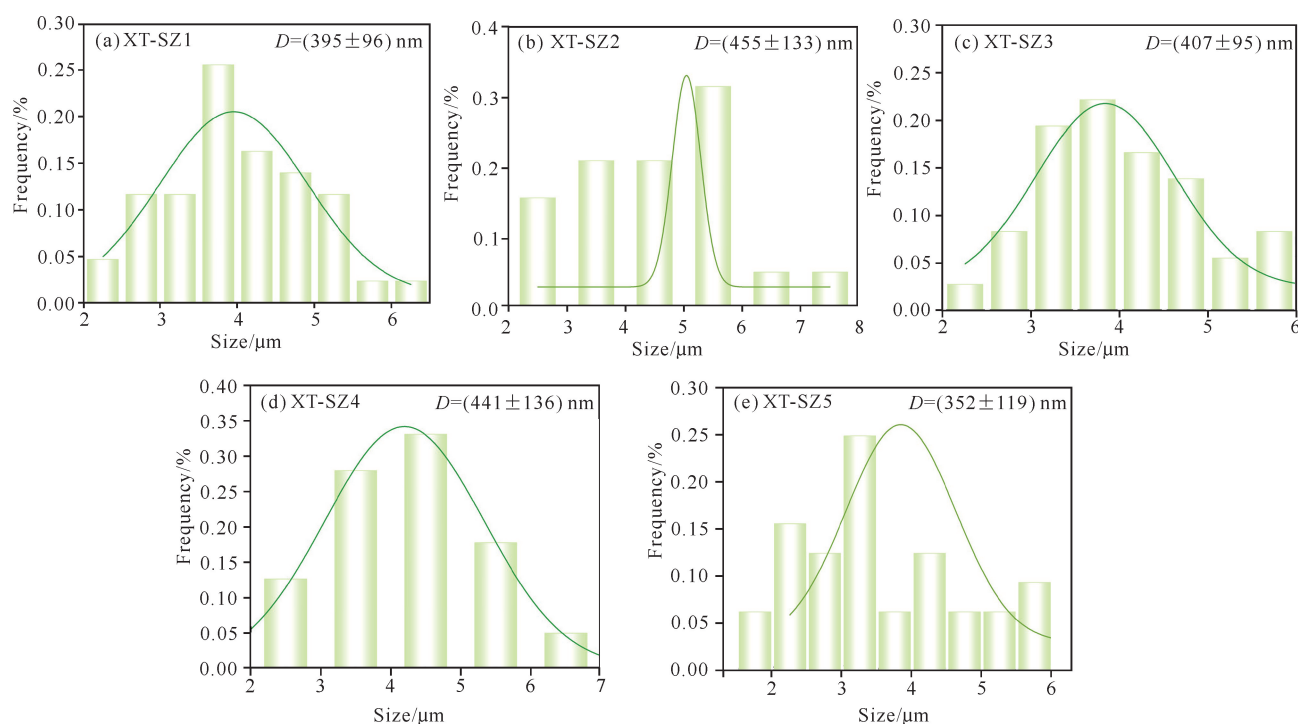 (a) XT-SZ1
D=(395±96) nm
Frequency/%
0.30
0.25
0.20
0.15
0.10
0.05
0.00
2 3 4 5 6
Size/μm
(b) XT-SZ2
D=(455±133) nm
Frequency/%
0.4
0.3
0.2
0.1
0.0
2 3 4 5 6 7 8
Size/μm
(c) XT-SZ3
D=(407±95) nm
Frequency/%
0.30
0.25
0.20
0.15
0.10
0.05
0.00
2 3 4 5 6
Size/μm
(d) XT-SZ4
D=(441±136) nm
Frequency/%
0.40
0.35
0.30
0.25
0.20
0.15
0.10
0.05
0.00
2 3 4 5 6 7
Size/μm
(e) XT-SZ5
D=(352±119) nm
Frequency/%
0.30
0.25
0.20
0.15
0.10
0.05
0.00
2 3 4 5 6
Size/μm